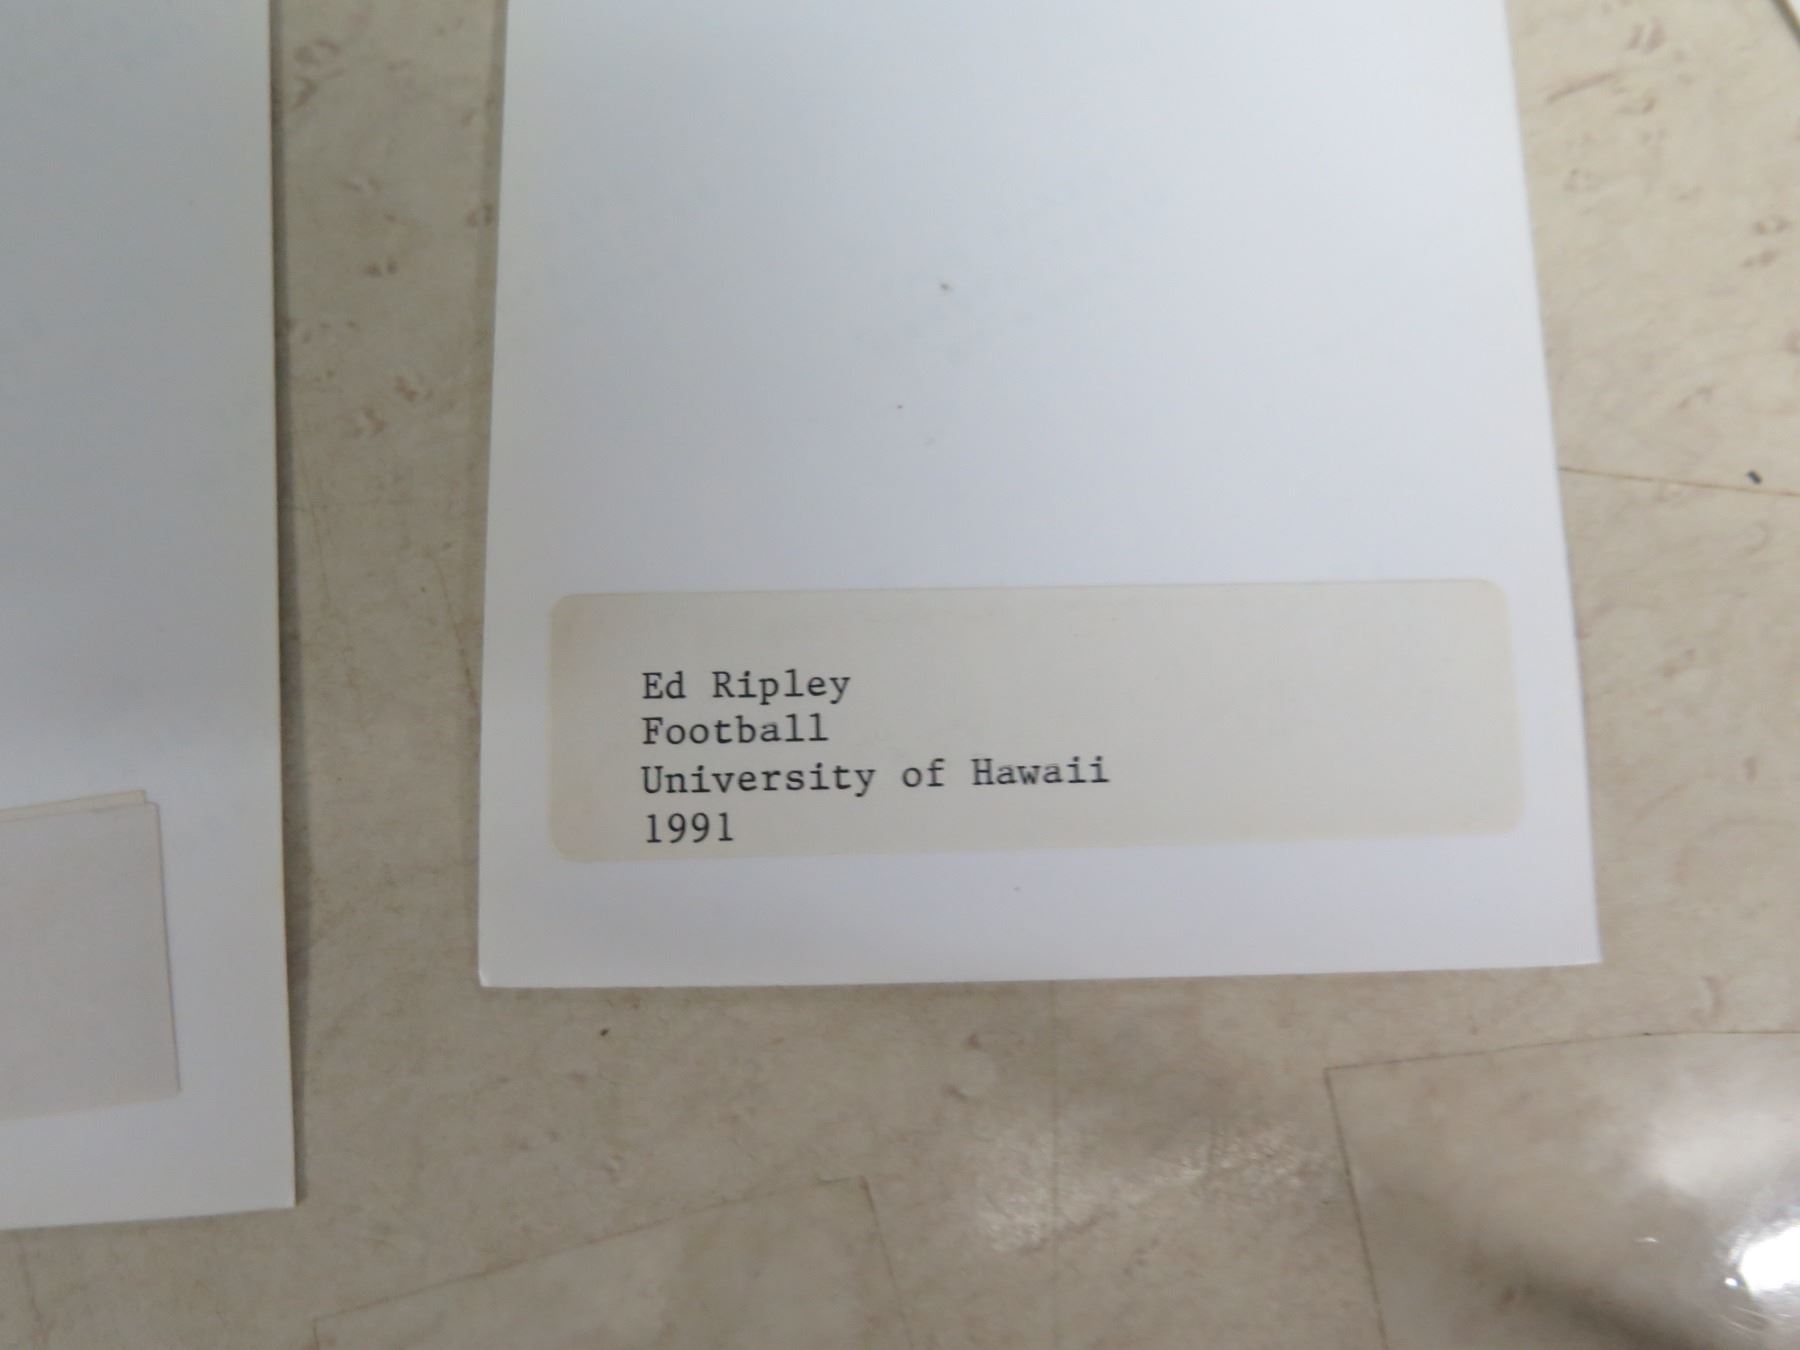 Ed Ripley
Football
University of Hawaii
1991